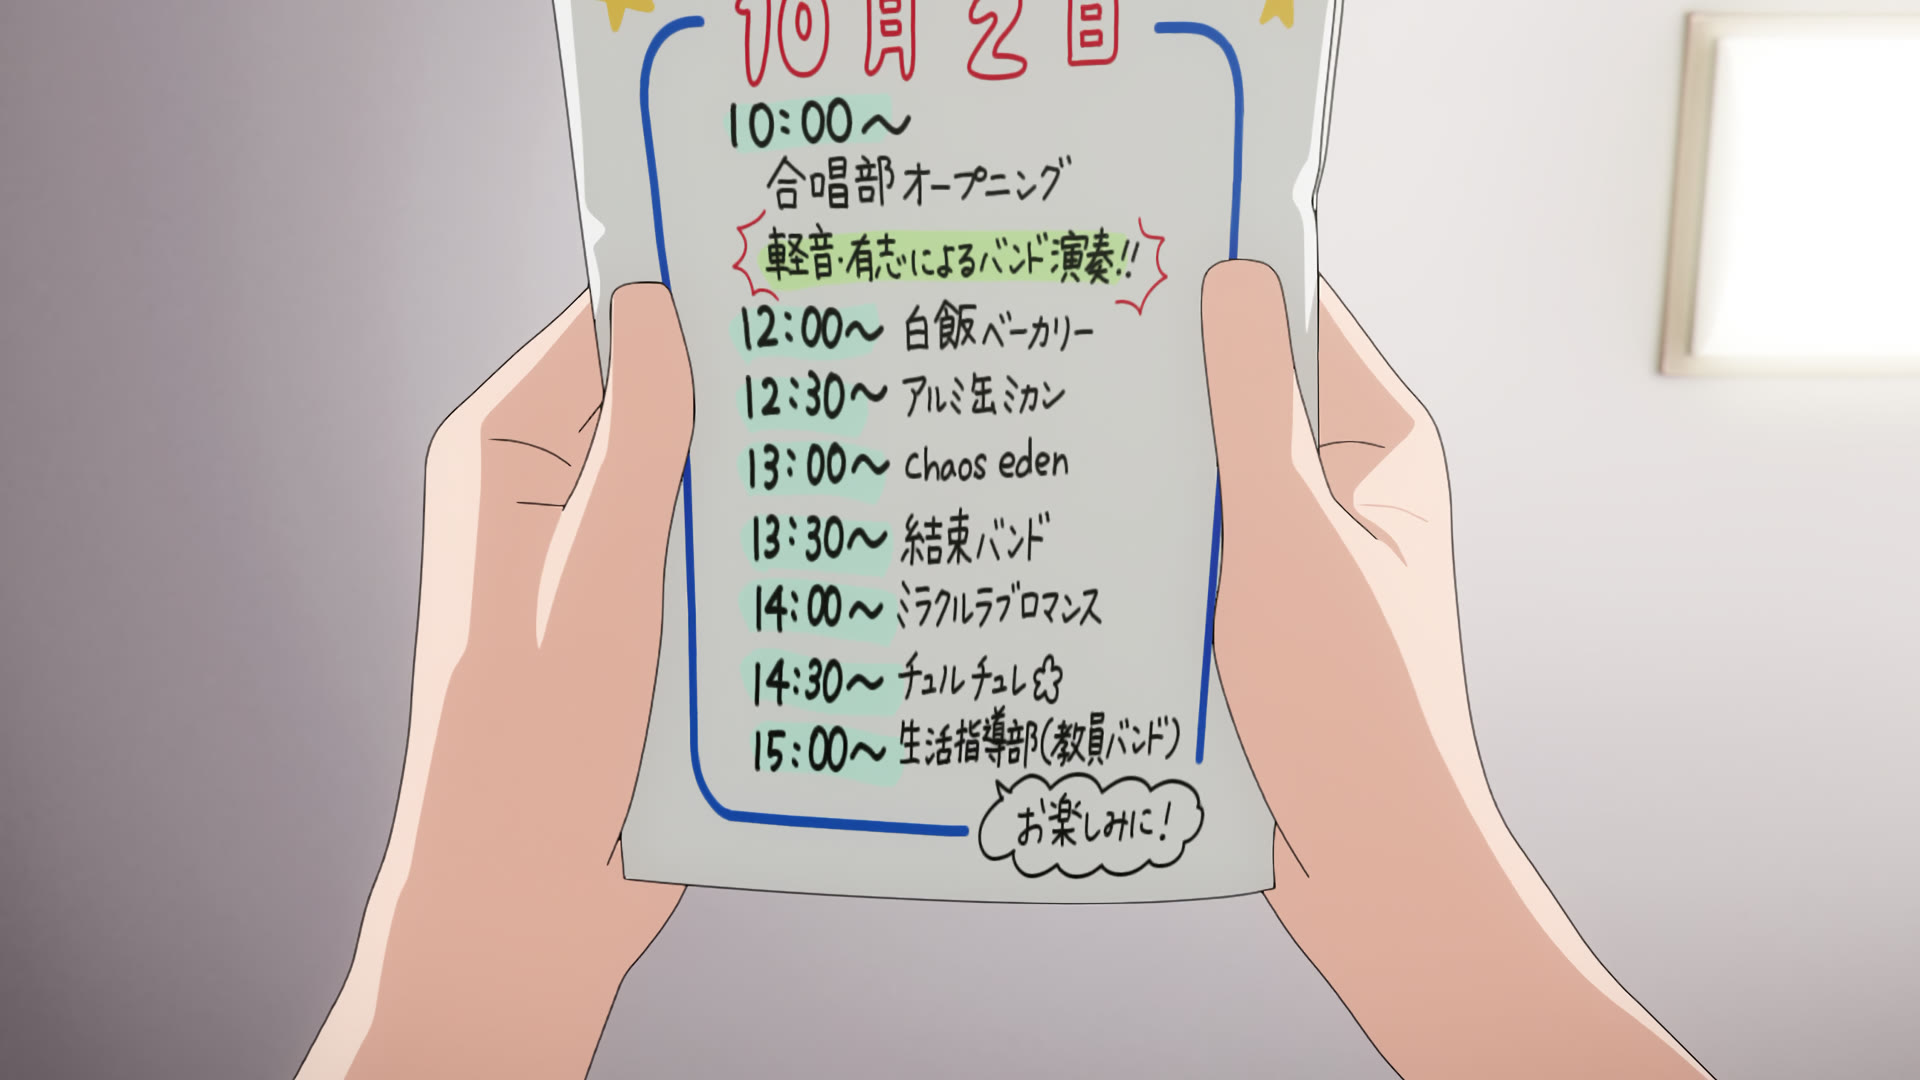 10月2日
10:00〜
合唱部オープニング
軽音・有志によるバンド演奏!!
12:00〜 白飯ベーカリー
12:30〜 アルミ缶ミカン
13:00〜 chaos eden
13:30〜 結束バンド
14:00〜 ミラクルラブロマンス
14:30〜 チュルチュレ✿
15:00〜 生活指導部(教員バンド)
お楽しみに!